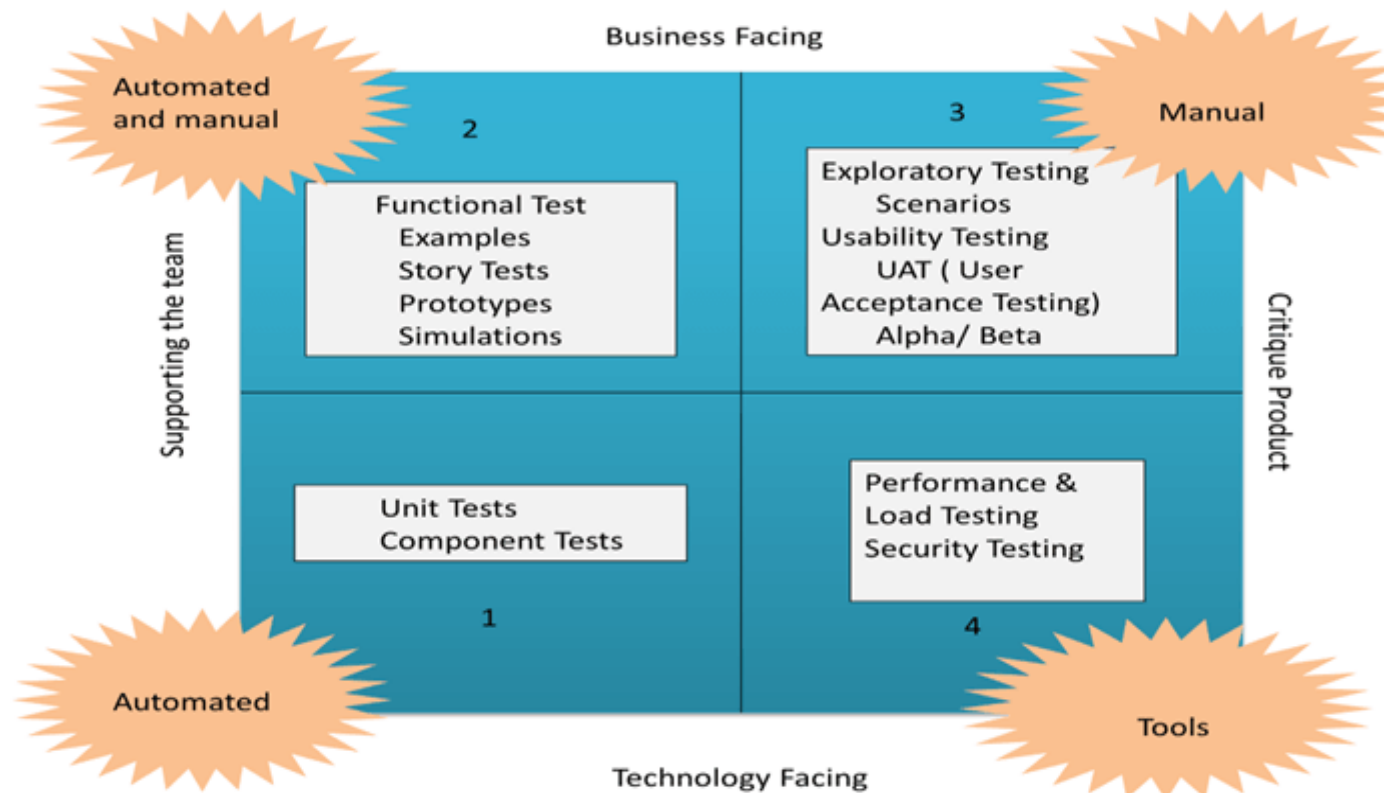 Business Facing
Automated
and manual
2
3
Manual
Functional Test
Examples
Story Tests
Prototypes
Simulations
Exploratory Testing
Scenarios
Usability Testing
UAT ( User
Acceptance Testing)
Alpha/ Beta
Supporting the team
Critique Product
Unit Tests
Component Tests
Performance &
Load Testing
Security Testing
1
4
Automated
Tools
Technology Facing